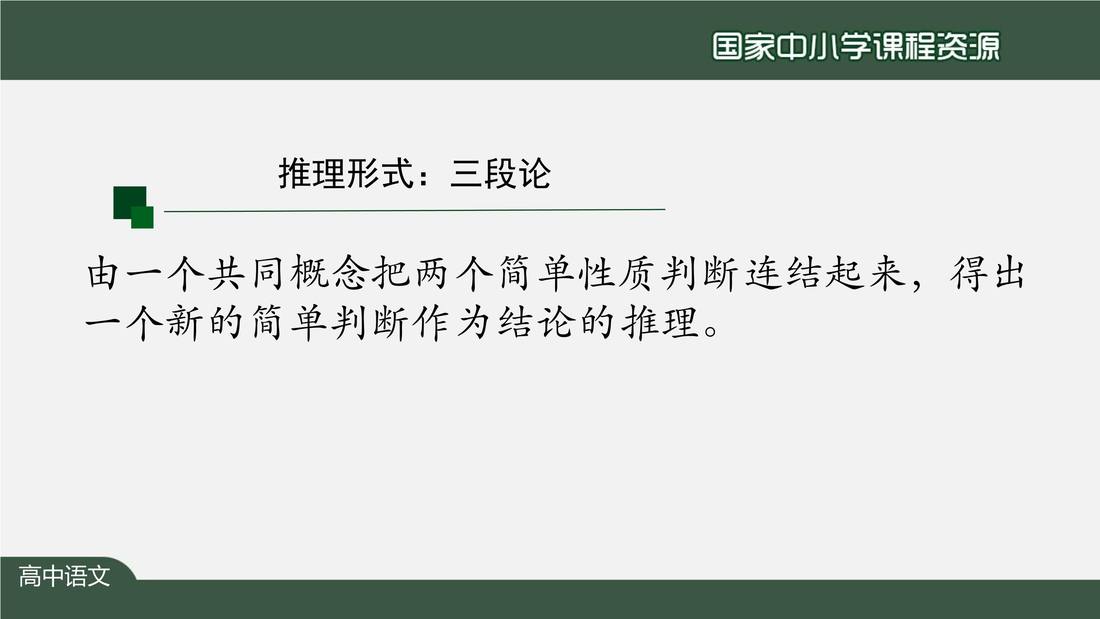 国家中小学课程资源
推理形式：三段论
由一个共同概念把两个简单性质判断连结起来，得出
一个新的简单判断作为结论的推理。
高中语文